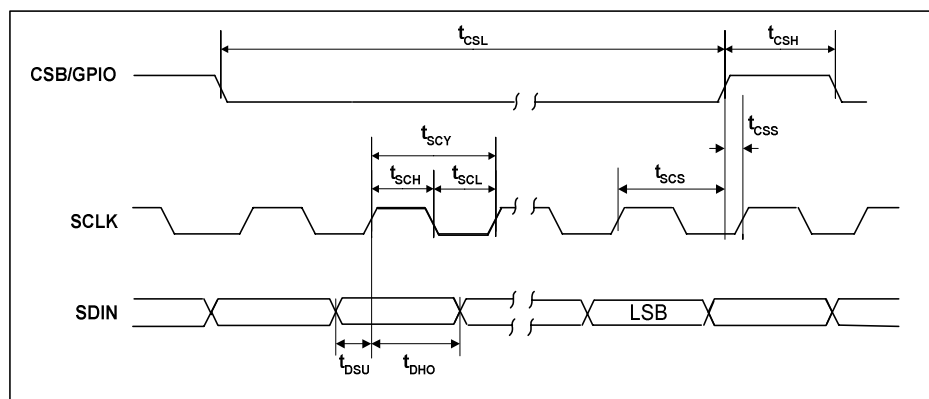 tCSL
tCSH
CSB/GPIO
tCSS
tSCY
tSCH
tSCL
tSCS
SCLK
SDIN
LSB
tDSU
tDHO